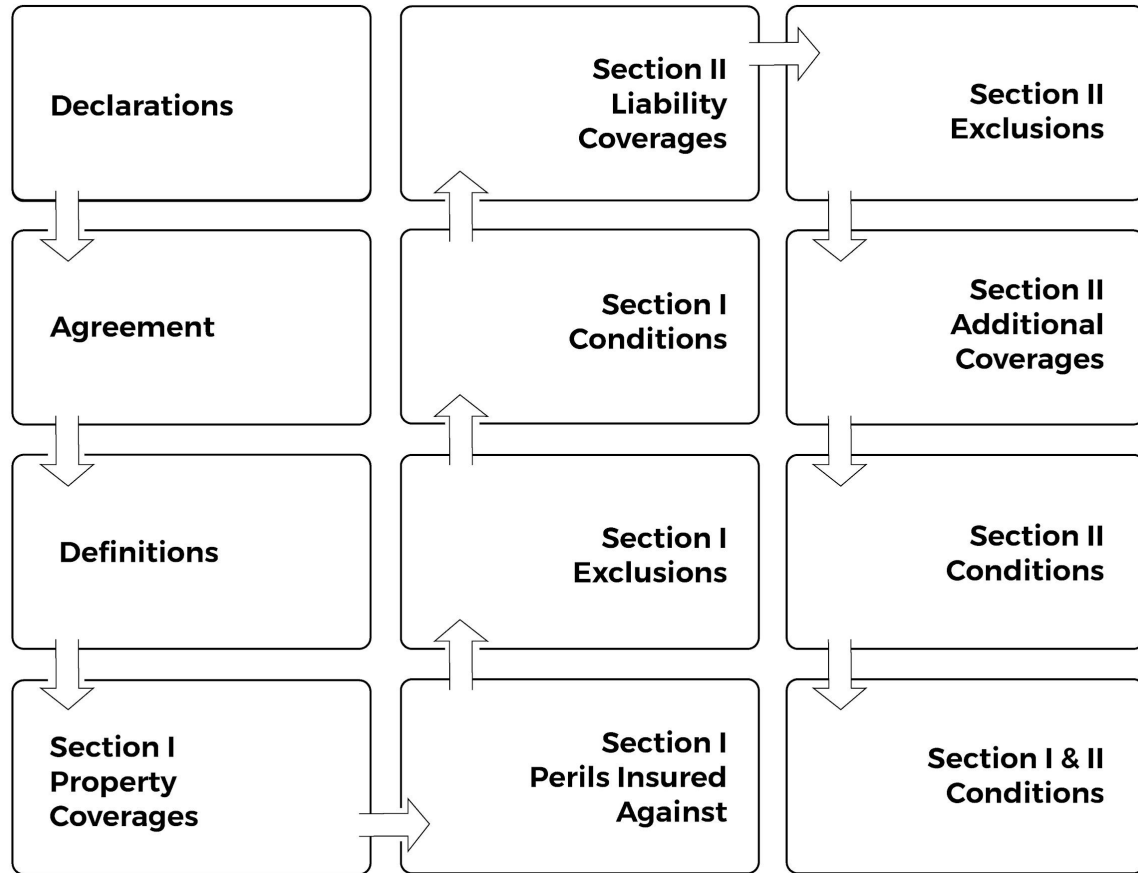 Declarations
Agreement
Definitions
Section I
Property
Coverages
Section I
Perils Insured
Against
Section I
Exclusions
Section I
Conditions
Section II
Liability
Coverages
Section II
Exclusions
Section II
Additional
Coverages
Section II
Conditions
Section I & II
Conditions